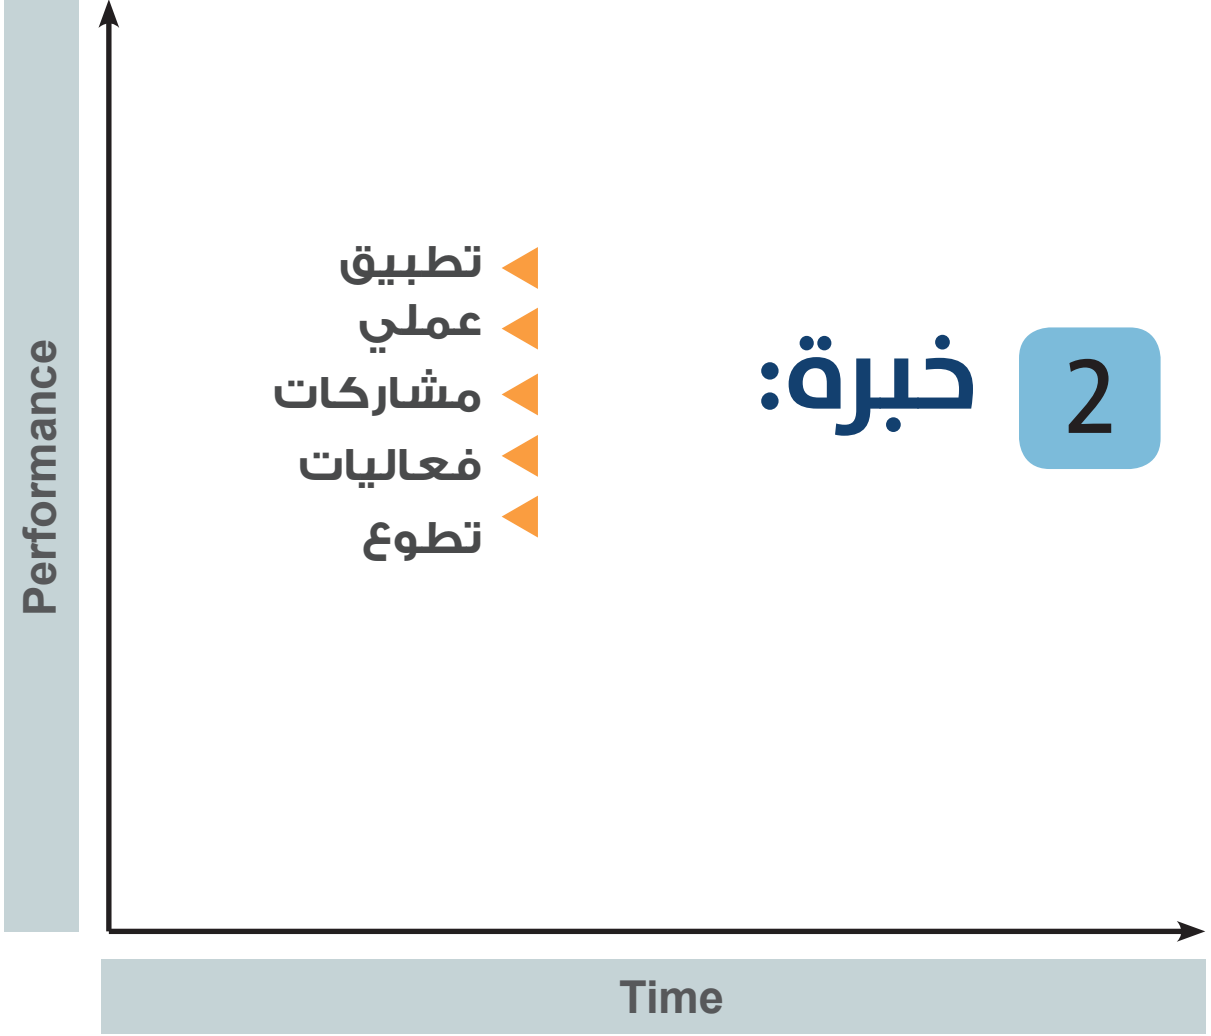 2
خبرة:
تطبيق
عملي
مشاركات
فعاليات
تطوع
Performance
Time